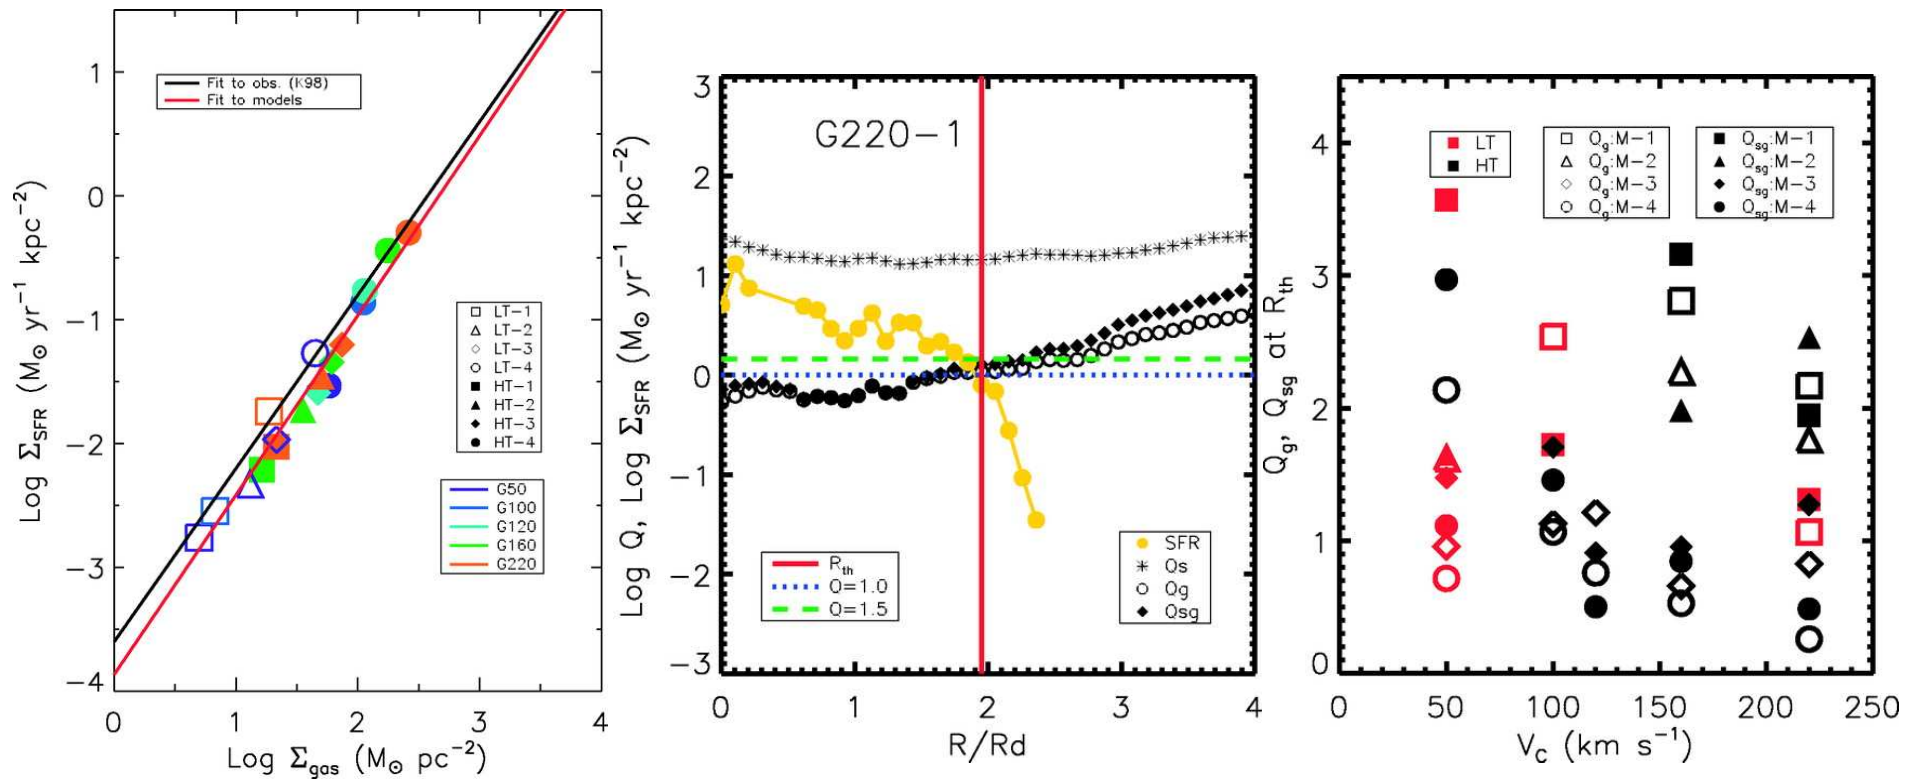 Log Σ_SFR (M⊙ yr⁻¹ kpc⁻²)
1
0
−1
−2
−3
−4
Fit to obs. (K98)
Fit to models
LT−1
LT−2
LT−3
LT−4
HT−1
HT−2
HT−3
HT−4
G50
G100
G120
G160
G220
0 1 2 3 4
Log Σ_gas (M⊙ pc⁻²)
Log Q, Log Σ_SFR (M⊙ yr⁻¹ kpc⁻²)
3
2
1
0
−1
−2
−3
G220−1
R_th
Q=1.0
Q=1.5
SFR
Qs
Qg
Qsg
0 1 2 3 4
R/Rd
Q_g, Q_sg at R_th
4
3
2
1
0
LT
HT
Q_g:M−1
Q_g:M−2
Q_g:M−3
Q_g:M−4
Q_sg:M−1
Q_sg:M−2
Q_sg:M−3
Q_sg:M−4
0 50 100 150 200 250
V_C (km s⁻¹)